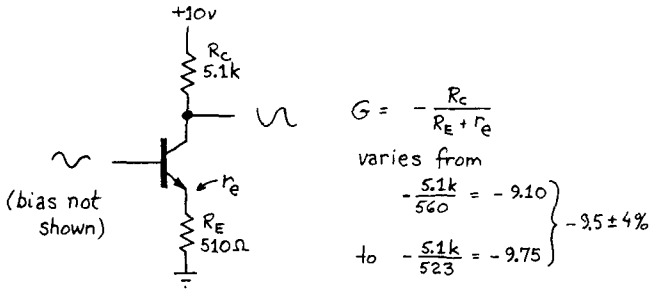 +10v
Rc
5.1k
(bias not
shown)
re
RE
510Ω
G = - Rc / RE + re
varies from
- 5.1k / 560 = - 9.10
to - 5.1k / 523 = - 9.75
- 9.5 ± 4%